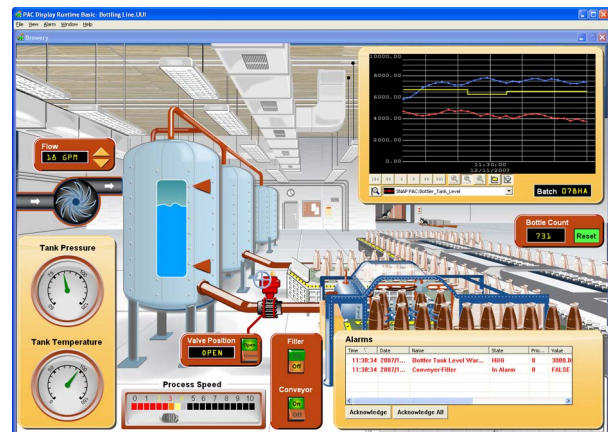 PAC Display Runtime Basic- Bottling Line.UUI
File View Alarm Window Help
Brewery
10000.00
8000.00
6000.00
4000.00
2000.00
0.00
11:30:00
12/11/2007
SNAP PAC:Bottler_Tank_Level
Batch 078HA
Flow
18 GPM
Bottle Count
731 Reset
Tank Pressure
Tank Temperature
Valve Position
OPEN
Open
Filler
Off
Conveyor
On
Off
Process Speed
0 1 2 3 4 5 6 7 8 9 10
Alarms
Time Date Name State Prio... Value
11:30:34 2007/1... Bottler Tank Level War... HiHi 0 3000.0
11:30:34 2007/1... Conveyer-Filler In Alarm 0 FALSE
Acknowledge Acknowledge All